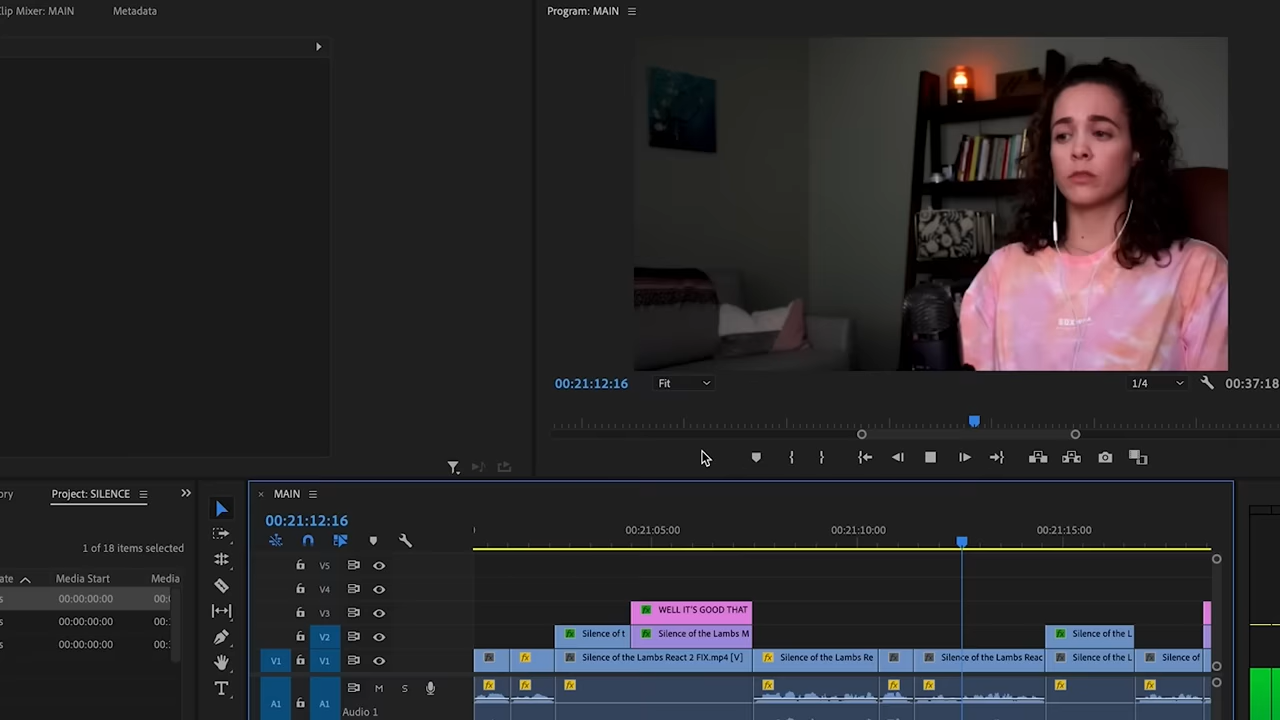 lip Mixer: MAIN
Metadata
Program: MAIN
00:21:12:16
Fit
1/4
00:37:18
ry
Project: SILENCE
MAIN
00:21:12:16
1 of 18 items selected
00:21:05:00
00:21:10:00
00:21:15:00
ate
Media Start
Media
s
00:00:00:00
00:
s
00:00:00:00
00:
s
00:00:00:00
00:
V5
V4
V3
WELL IT'S GOOD THAT
V2
Silence of t
Silence of the Lambs M
Silence of the L
V1
V1
Silence of the Lambs React 2 FIX.mp4 [V]
Silence of the Lambs Re
Silence of the Lambs Reac
Silence of the L
Silence of
A1
A1
M
S
Audio 1